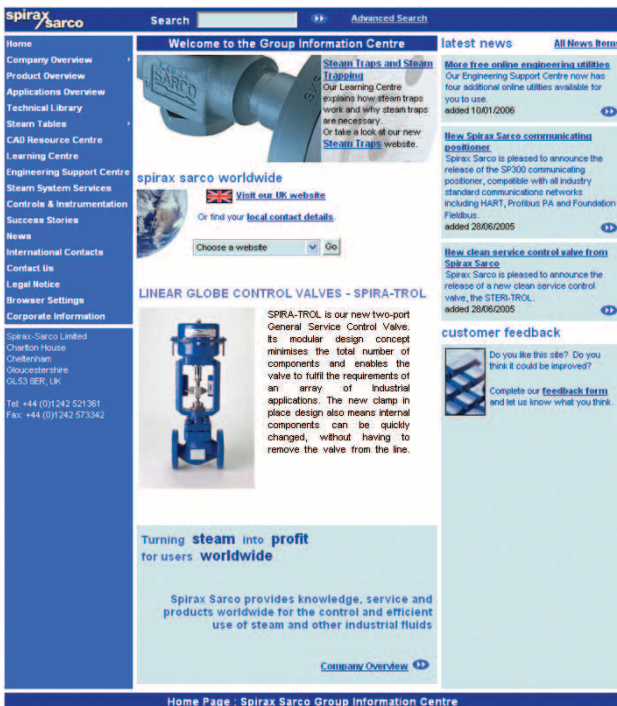 spirax sarco
Search
Advanced Search
Home
Company Overview
Product Overview
Applications Overview
Technical Library
Steam Tables
CAD Resource Centre
Learning Centre
Engineering Support Centre
Steam System Services
Controls & Instrumentation
Success Stories
News
International Contacts
Contact Us
Legal Notice
Browser Settings
Corporate Information
Spirax-Sarco Limited
Charlton House
Cheltenham
Gloucestershire
GL53 8ER, UK
Tel: +44 (0)1242 521361
Fax: +44 (0)1242 573342
Welcome to the Group Information Centre
SARCO
Steam Traps and Steam
Trapping
Our Learning Centre
explains how steam traps
work and why steam traps
are necessary.
Or take a look at our new
Steam Traps website.
spirax sarco worldwide
Visit our UK website
Or find your local contact details.
Choose a website
Go
LINEAR GLOBE CONTROL VALVES - SPIRA-TROL
SPIRA-TROL is our new two-port
General Service Control Valve.
Its modular design concept
minimises the total number of
components and enables the
valve to fulfil the requirements of
an array of Industrial
applications. The new clamp in
place design also means internal
components can be quickly
changed, without having to
remove the valve from the line.
Turning steam into profit
for users worldwide
Spirax Sarco provides knowledge, service and
products worldwide for the control and efficient
use of steam and other industrial fluids
Company Overview
latest news
All News Items
More free online engineering utilities
Our Engineering Support Centre now has
four additional online utilities available for
you to use.
added 10/01/2006
New Spirax Sarco communicating
positioner
Spirax Sarco is pleased to announce the
release of the SP300 communicating
positioner, compatible with all industry
standard communications networks
including HART, Profibus PA and Foundation
Fieldbus.
added 28/06/2005
New clean service control valve from
Spirax Sarco
Spirax Sarco is pleased to announce the
release of a new clean service control
valve, the STERI-TROL.
added 28/06/2005
customer feedback
Do you like this site? Do you
think it could be improved?
Complete our feedback form
and let us know what you think.
Home Page : Spirax Sarco Group Information Centre